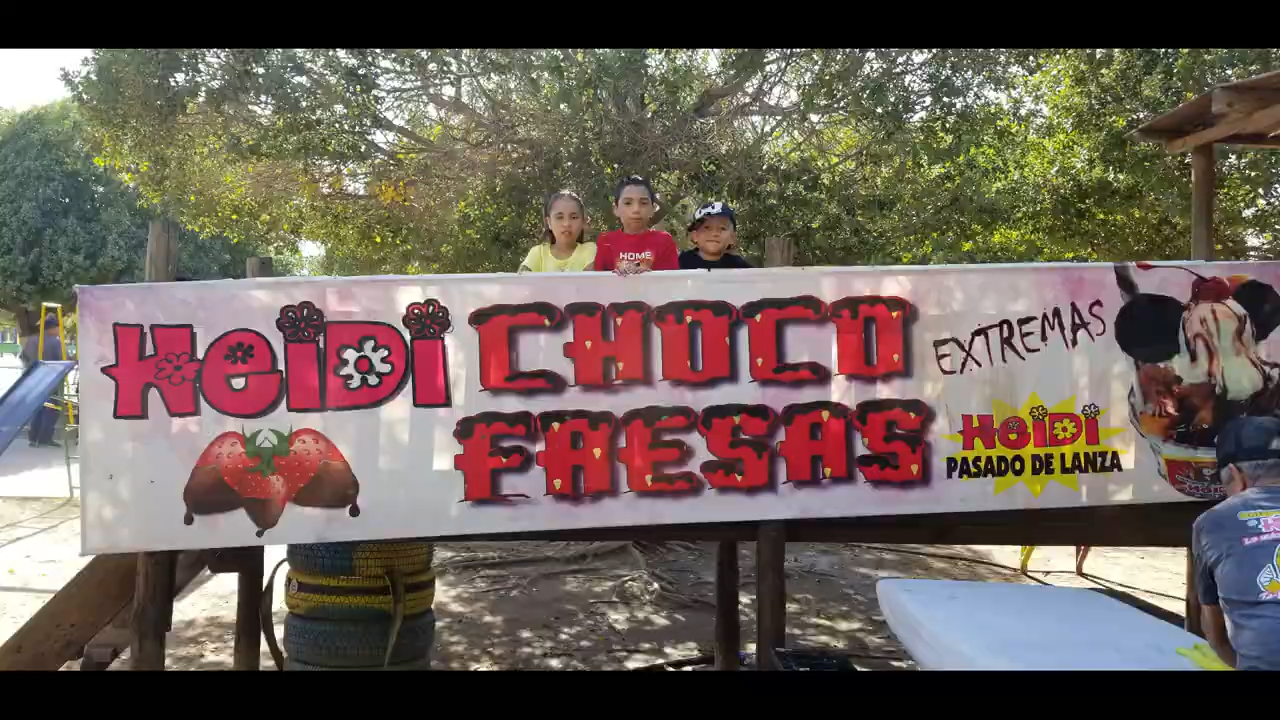 HOME
HeiDi CHOCO
FRESAS
EXTREMAS
HeiDi
PASADO DE LANZA